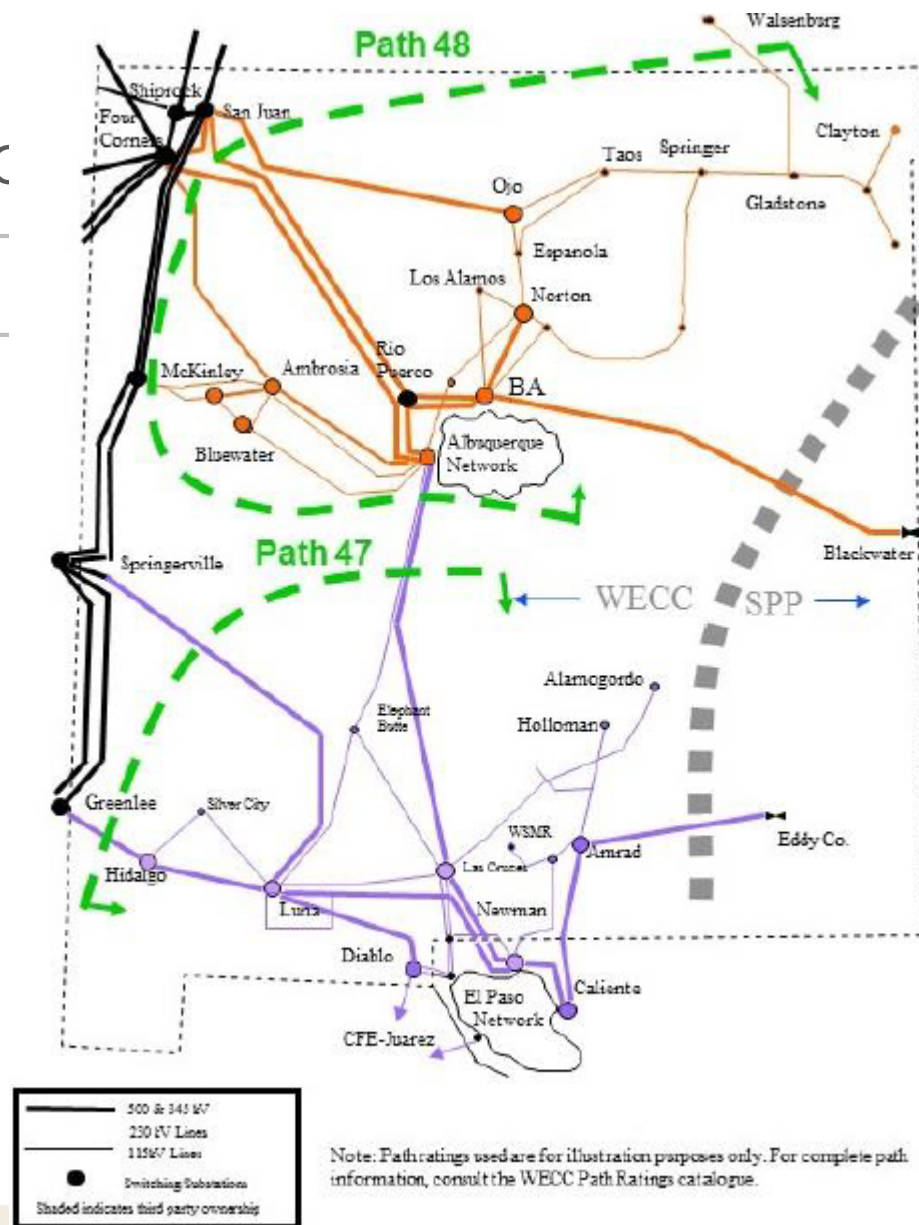 Walsenburg
Path 48
Shiprock
San Juan
Four
Corners
Clayton
Taos
Springer
Ojo
Gladstone
Espanola
Los Alamos
Norton
Rio
Puerco
McKinley
Ambrosia
BA
Bluewater
Albuquerque
Network
Path 47
Blackwater
Springerville
WECC
SPP
Alamogordo
Holloman
Elephant
Butte
Greenlee
Silver City
WSMR
Eddy Co.
Amrad
Las Cruces
Hidalgo
Luna
Newman
Diablo
Caliente
El Paso
Network
CFE-Juarez
500 & 345 kV
230 kV Lines
115kV Lines
Switching/Substations
Shaded indicates third party ownership
Note: Path ratings used are for illustration purposes only. For complete path
information, consult the WECC Path Ratings catalogue.